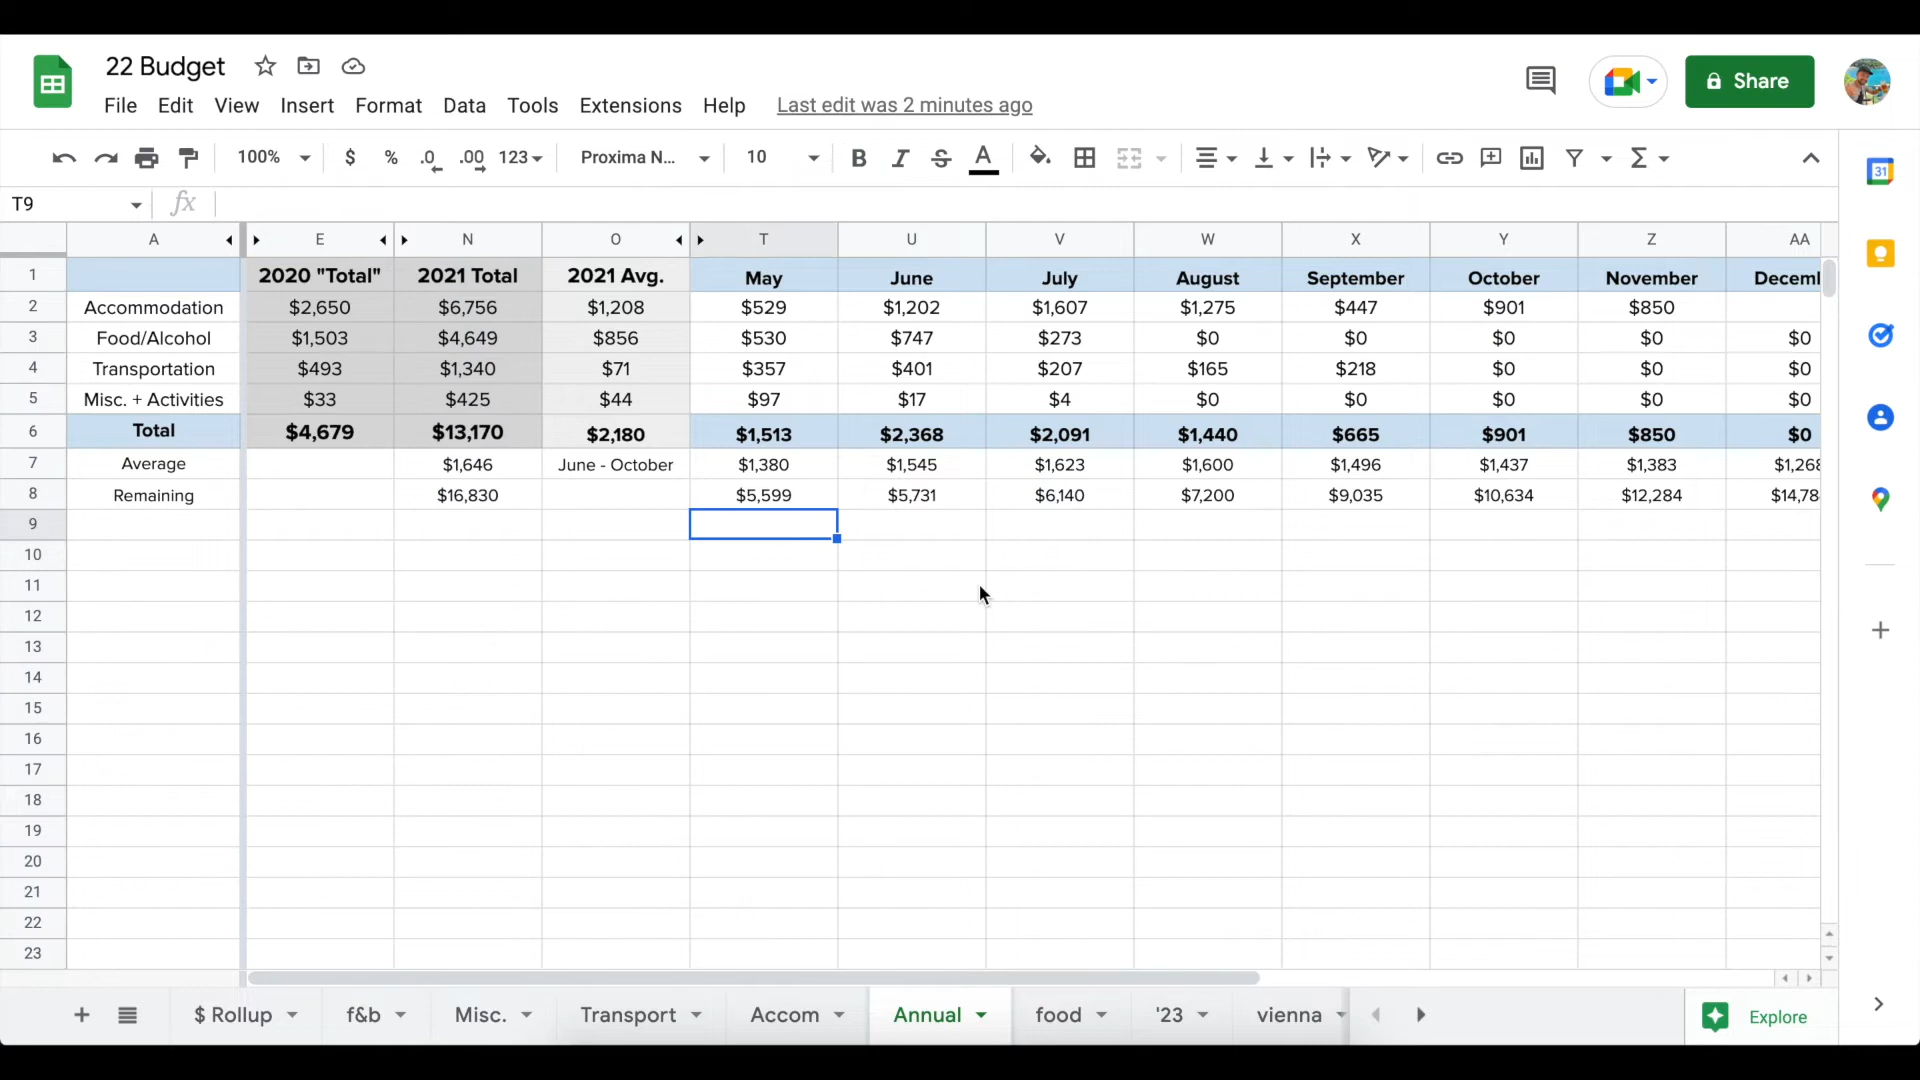 22 Budget
File Edit View Insert Format Data Tools Extensions Help Last edit was 2 minutes ago
Share
100% $ % .0 .00 123 Proxima N... 10 B I S A
31
T9 fx
A E N O T U V W X Y Z AA
1 2020 "Total" 2021 Total 2021 Avg. May June July August September October November Decem
2 Accommodation $2,650 $6,756 $1,208 $529 $1,202 $1,607 $1,275 $447 $901 $850
3 Food/Alcohol $1,503 $4,649 $856 $530 $747 $273 $0 $0 $0 $0 $0
4 Transportation $493 $1,340 $71 $357 $401 $207 $165 $218 $0 $0 $0
5 Misc. + Activities $33 $425 $44 $97 $17 $4 $0 $0 $0 $0 $0
6 Total $4,679 $13,170 $2,180 $1,513 $2,368 $2,091 $1,440 $665 $901 $850 $0
7 Average $1,646 June - October $1,380 $1,545 $1,623 $1,600 $1,496 $1,437 $1,383 $1,268
8 Remaining $16,830 $5,599 $5,731 $6,140 $7,200 $9,035 $10,634 $12,284 $14,78
9
10
11
12
13
14
15
16
17
18
19
20
21
22
23
$ Rollup f&b Misc. Transport Accom Annual food '23 vienna Explore